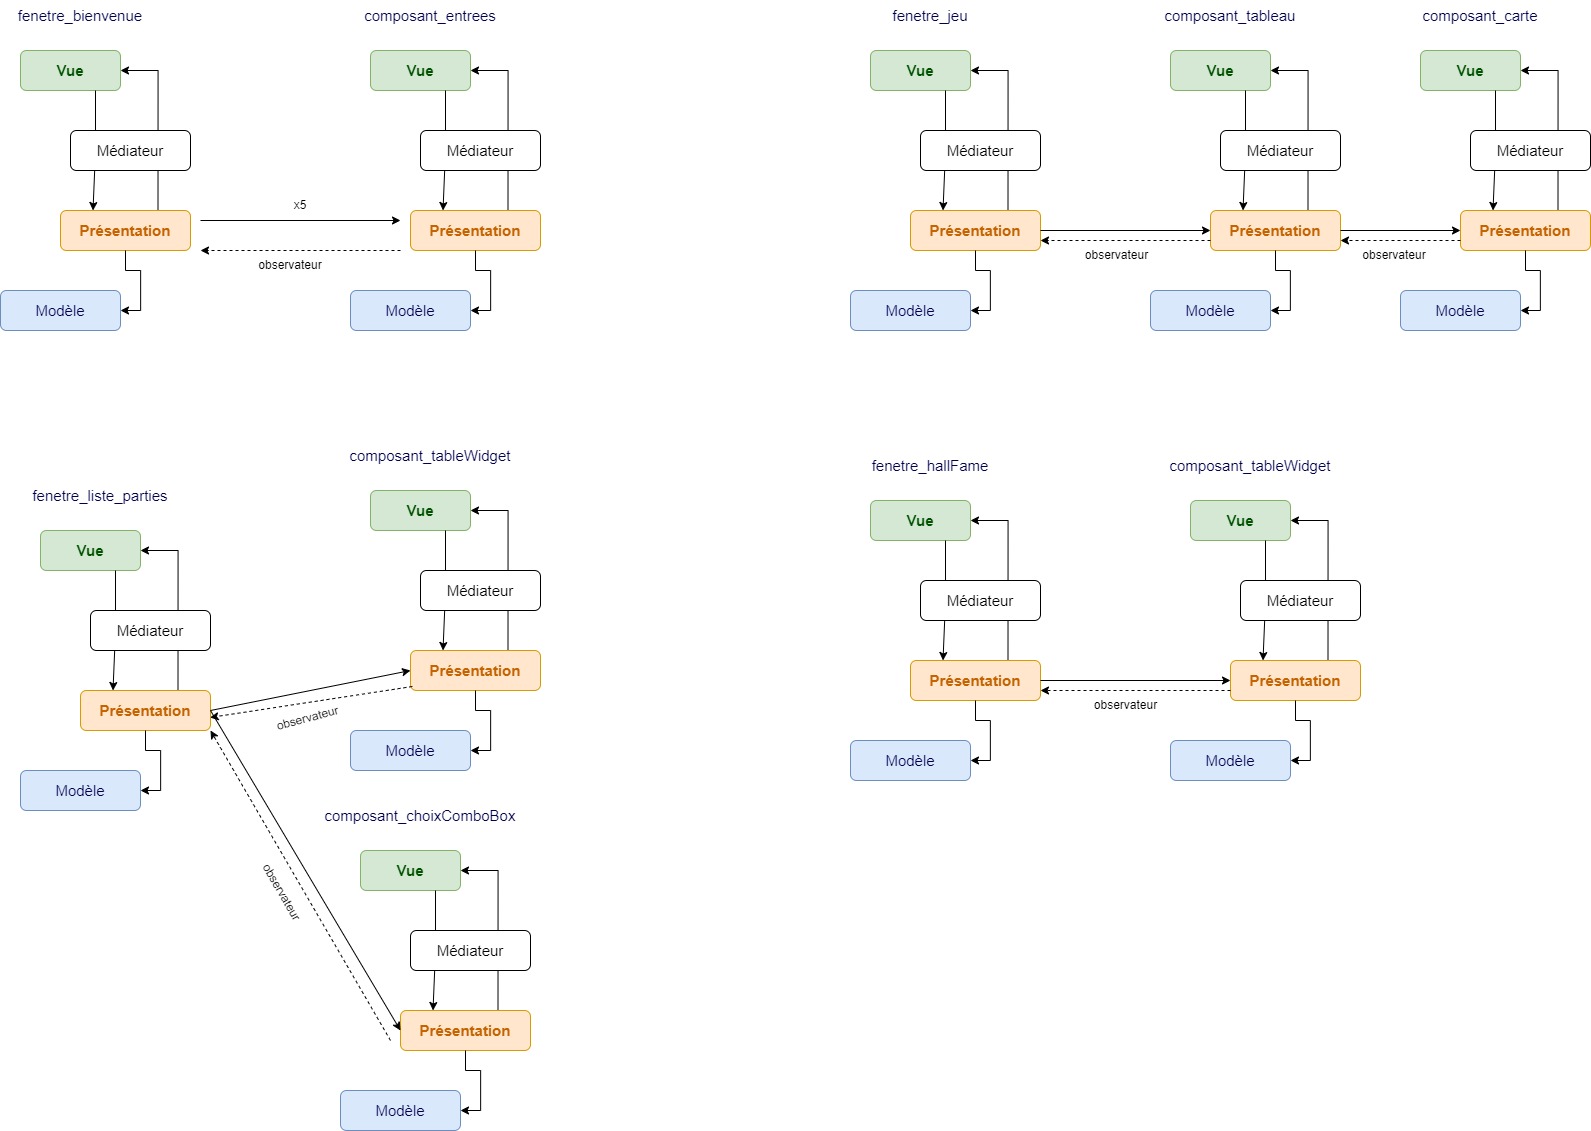 fenetre_bienvenue
Vue
Médiateur
Présentation
Modèle
x5
observateur
composant_entrees
Vue
Médiateur
Présentation
Modèle
fenetre_jeu
Vue
Médiateur
Présentation
Modèle
observateur
composant_tableau
Vue
Médiateur
Présentation
Modèle
observateur
composant_carte
Vue
Médiateur
Présentation
Modèle
fenetre_liste_parties
Vue
Médiateur
Présentation
Modèle
observateur
composant_tableWidget
Vue
Médiateur
Présentation
Modèle
observateur
composant_choixComboBox
Vue
Médiateur
Présentation
Modèle
fenetre_hallFame
Vue
Médiateur
Présentation
Modèle
observateur
composant_tableWidget
Vue
Médiateur
Présentation
Modèle